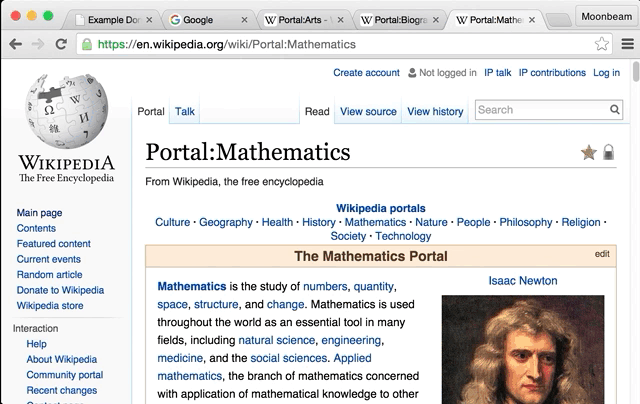 Example Do
Google
Portal:Arts -
Portal:Biogra
Portal:Mathe
Moonbeam
https://en.wikipedia.org/wiki/Portal:Mathematics
Create account Not logged in IP talk IP contributions Log in
Portal Talk Read View source View history Search
WIKIPEDIA
The Free Encyclopedia
Main page
Contents
Featured content
Current events
Random article
Donate to Wikipedia
Wikipedia store
Interaction
Help
About Wikipedia
Community portal
Recent changes
Portal:Mathematics
From Wikipedia, the free encyclopedia
Wikipedia portals
Culture · Geography · Health · History · Mathematics · Nature · People · Philosophy · Religion ·
Society · Technology
The Mathematics Portal
edit
Mathematics is the study of numbers, quantity,
space, structure, and change. Mathematics is used
throughout the world as an essential tool in many
fields, including natural science, engineering,
medicine, and the social sciences. Applied
mathematics, the branch of mathematics concerned
with application of mathematical knowledge to other
Isaac Newton